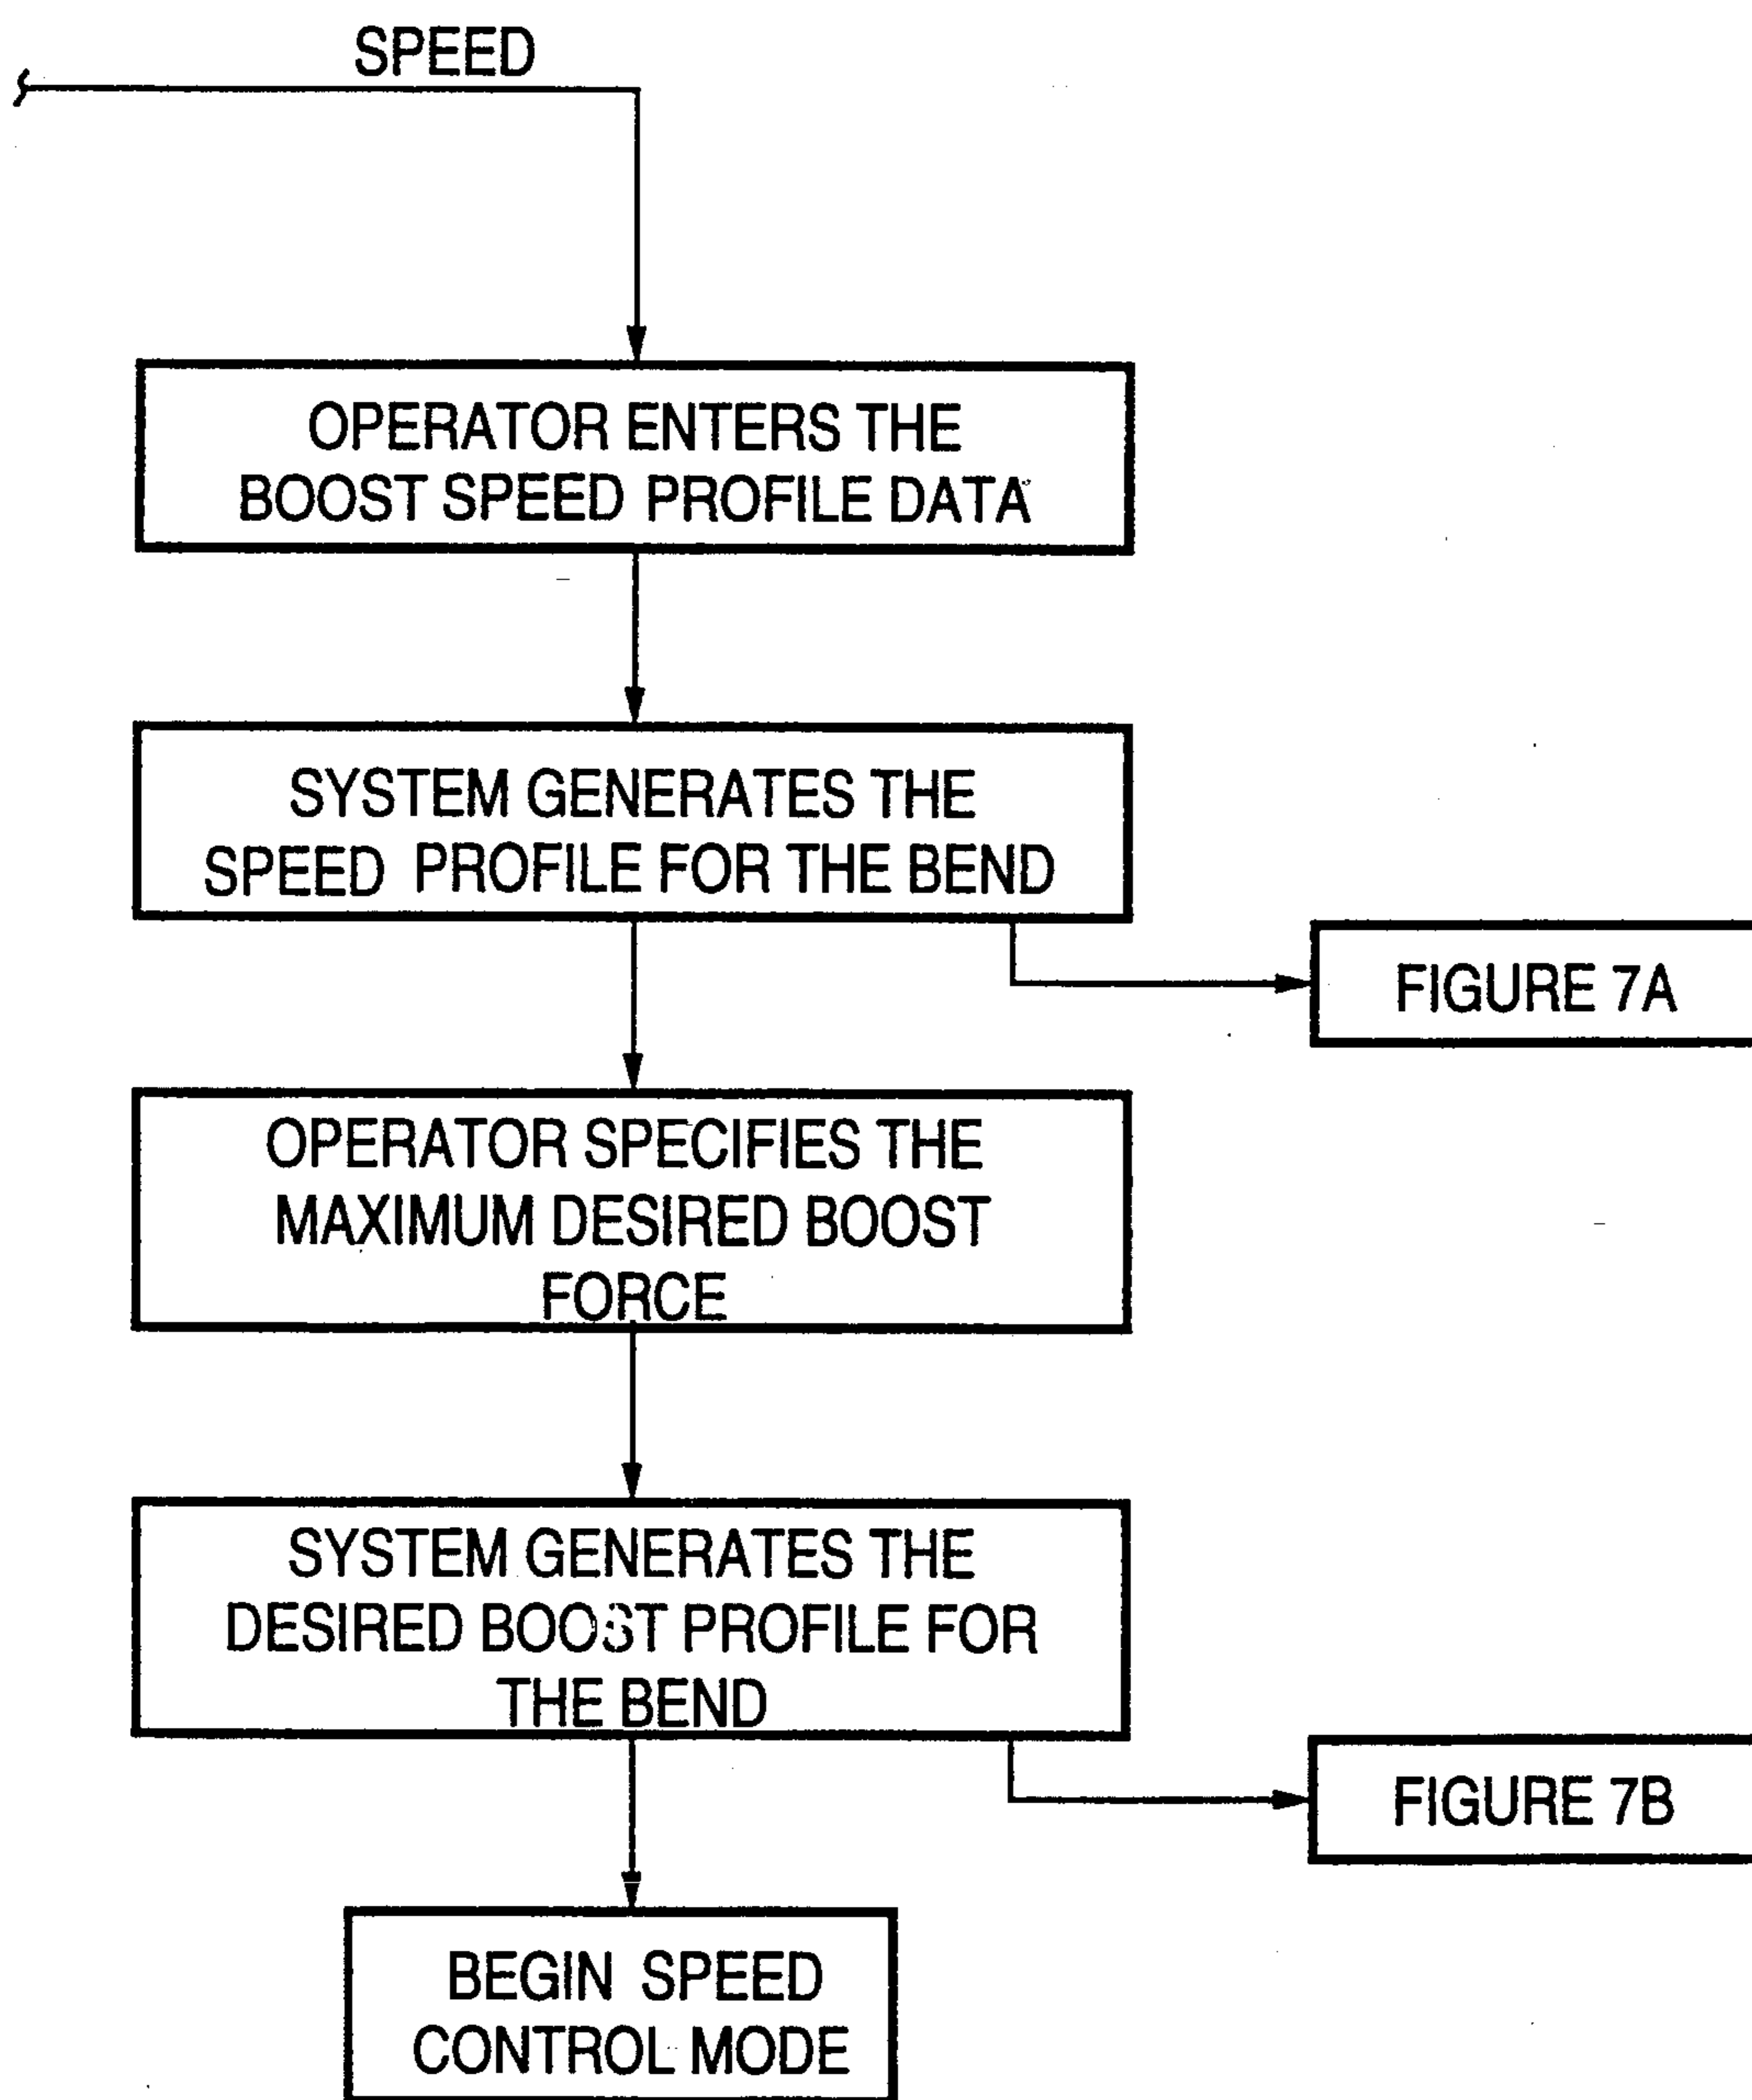 SPEED
OPERATOR ENTERS THE
BOOST SPEED PROFILE DATA
SYSTEM GENERATES THE
SPEED PROFILE FOR THE BEND
FIGURE 7A
OPERATOR SPECIFIES THE
MAXIMUM DESIRED BOOST
FORCE
SYSTEM GENERATES THE
DESIRED BOOST PROFILE FOR
THE BEND
FIGURE 7B
BEGIN SPEED
CONTROL MODE